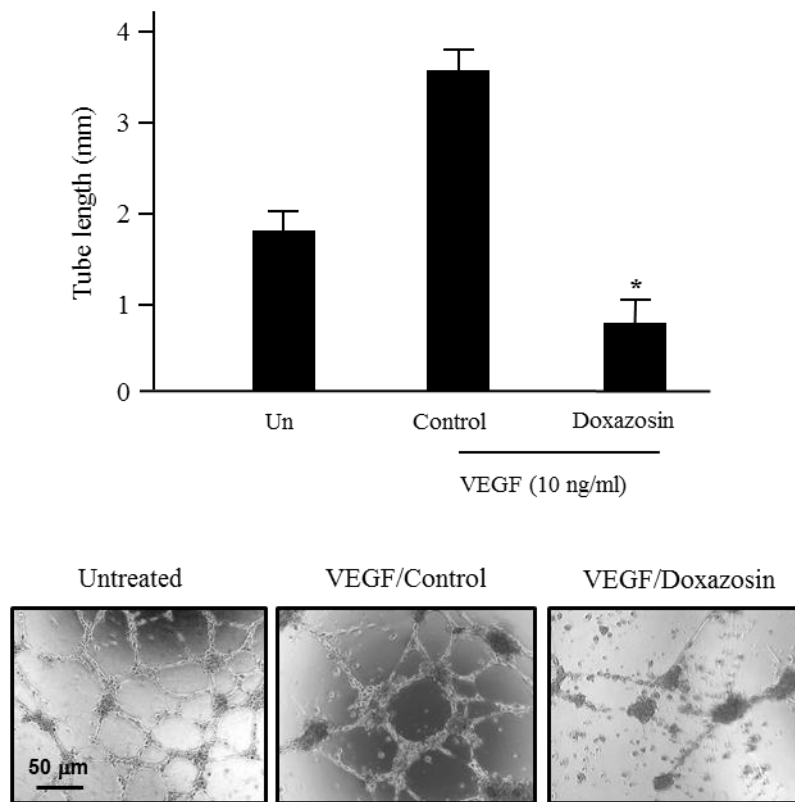 4
3
2
1
0
Tube length (mm)
*
Un Control Doxazosin
VEGF (10 ng/ml)
Untreated VEGF/Control VEGF/Doxazosin
50 μm